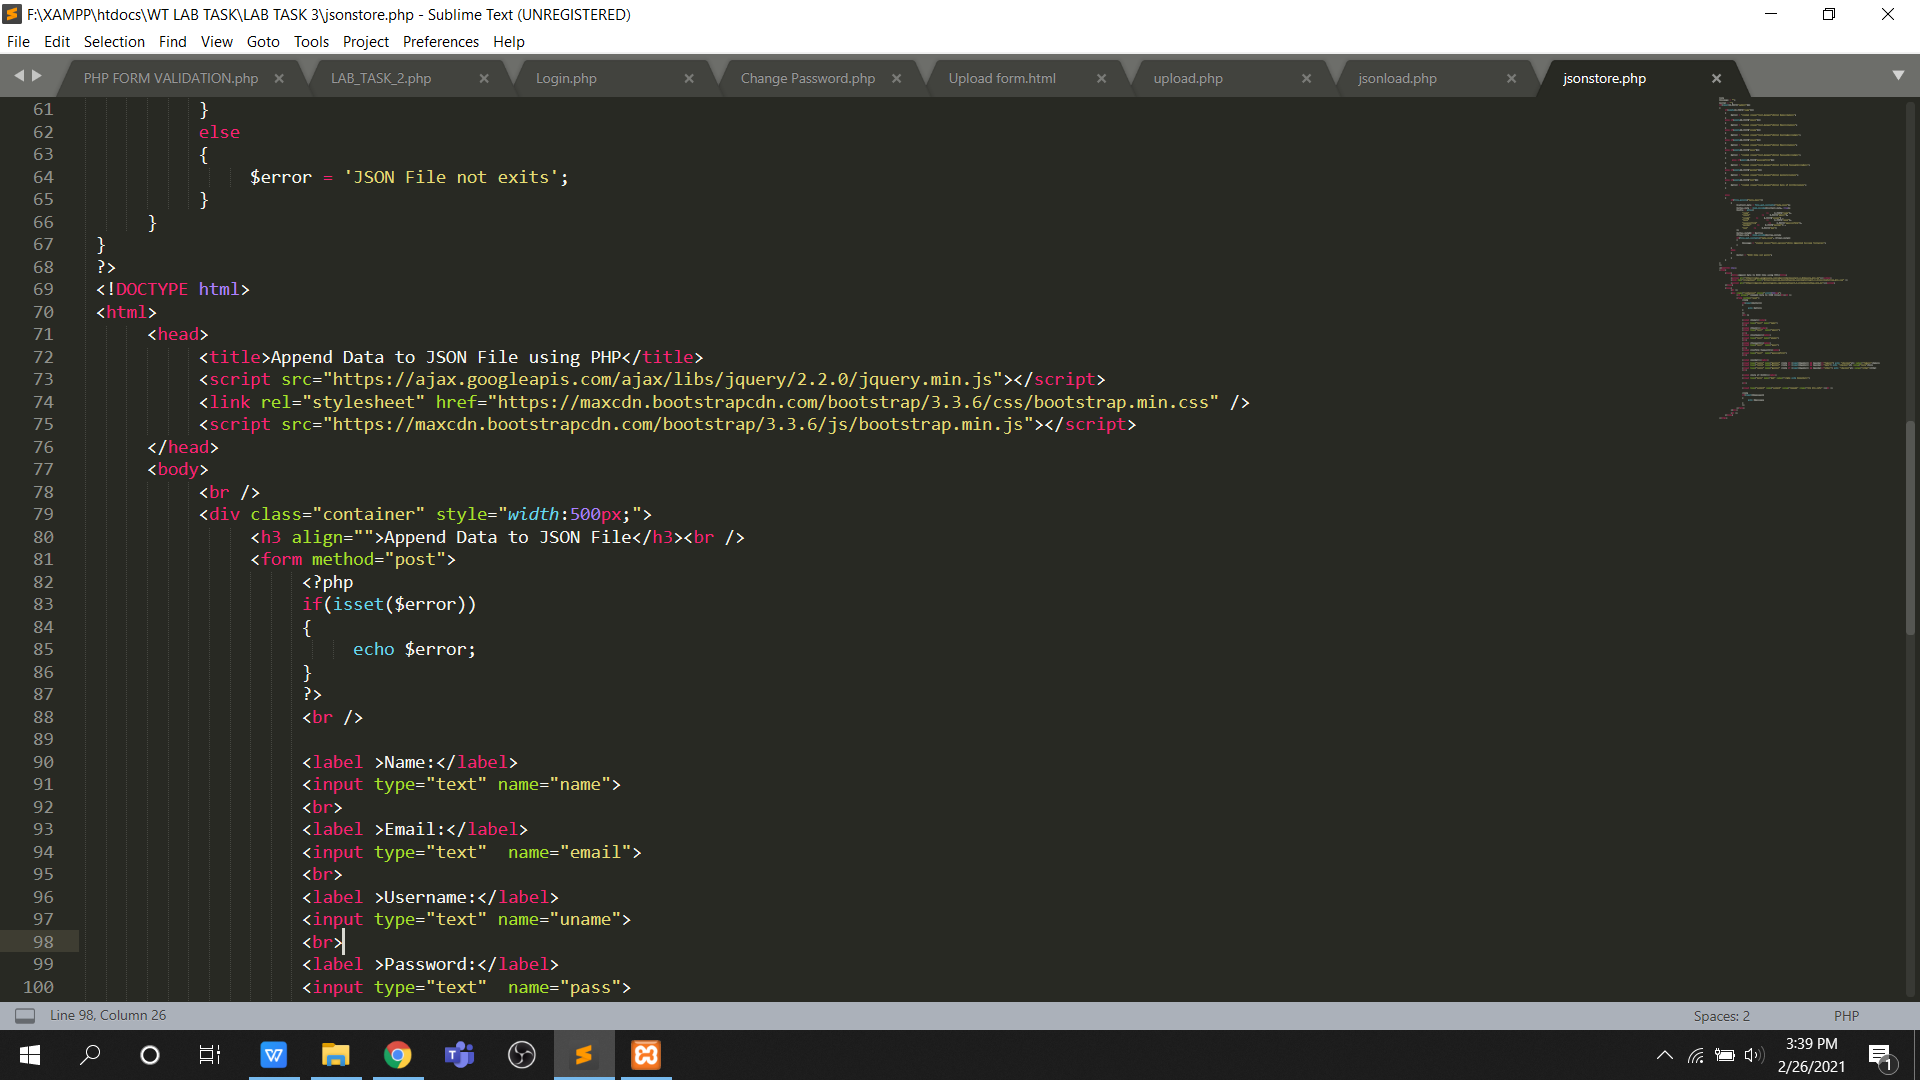 F:\XAMPP\htdocs\WT LAB TASK\LAB TASK 3\jsonstore.php - Sublime Text (UNREGISTERED)
File Edit Selection Find View Goto Tools Project Preferences Help
PHP FORM VALIDATION.php LAB_TASK_2.php Login.php Change Password.php Upload form.html upload.php jsonload.php jsonstore.php
61 }
62 else
63 {
64 $error = 'JSON File not exits';
65 }
66 }
67 }
68 ?>
69 <!DOCTYPE html>
70 <html>
71 <head>
72 <title>Append Data to JSON File using PHP</title>
73 <script src="https://ajax.googleapis.com/ajax/libs/jquery/2.2.0/jquery.min.js"></script>
74 <link rel="stylesheet" href="https://maxcdn.bootstrapcdn.com/bootstrap/3.3.6/css/bootstrap.min.css" />
75 <script src="https://maxcdn.bootstrapcdn.com/bootstrap/3.3.6/js/bootstrap.min.js"></script>
76 </head>
77 <body>
78 <br />
79 <div class="container" style="width:500px;">
80 <h3 align="">Append Data to JSON File</h3><br />
81 <form method="post">
82 <?php
83 if(isset($error))
84 {
85 echo $error;
86 }
87 ?>
88 <br />
89
90 <label >Name:</label>
91 <input type="text" name="name">
92 <br>
93 <label >Email:</label>
94 <input type="text"  name="email">
95 <br>
96 <label >Username:</label>
97 <input type="text" name="uname">
98 <br>
99 <label >Password:</label>
100 <input type="text"  name="pass">
Line 98, Column 26 Spaces: 2 PHP
3:39 PM
2/26/2021
1